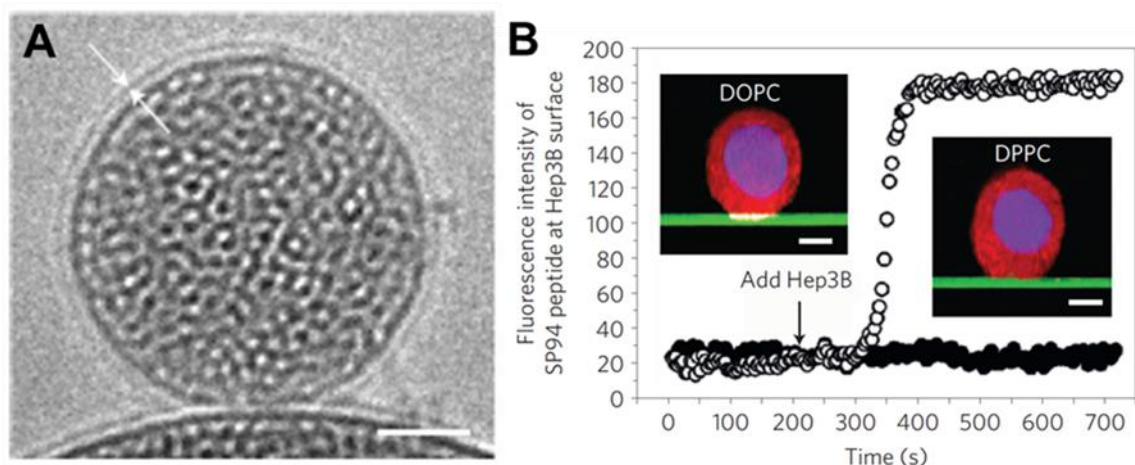 A
B
Fluorescence intensity of
SP94 peptide at Hep3B surface
200
180
160
140
120
100
80
60
40
20
0
DOPC
DPPC
Add Hep3B
0 100 200 300 400 500 600 700
Time (s)